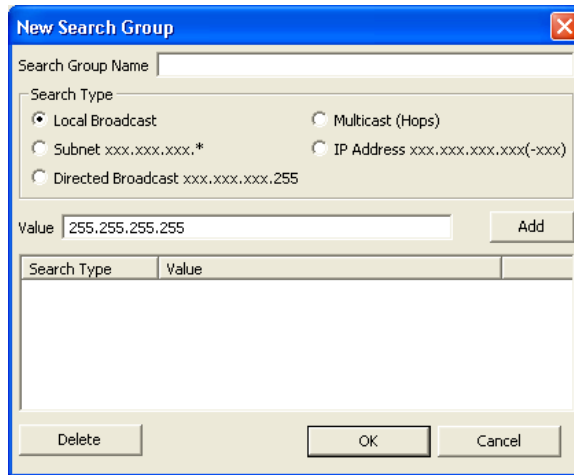 New Search Group
Search Group Name
Search Type
Local Broadcast
Multicast (Hops)
Subnet xxx.xxx.xxx.*
IP Address xxx.xxx.xxx.xxx(-xxx)
Directed Broadcast xxx.xxx.xxx.255
Value 255.255.255.255 Add
Search Type Value
Delete OK Cancel